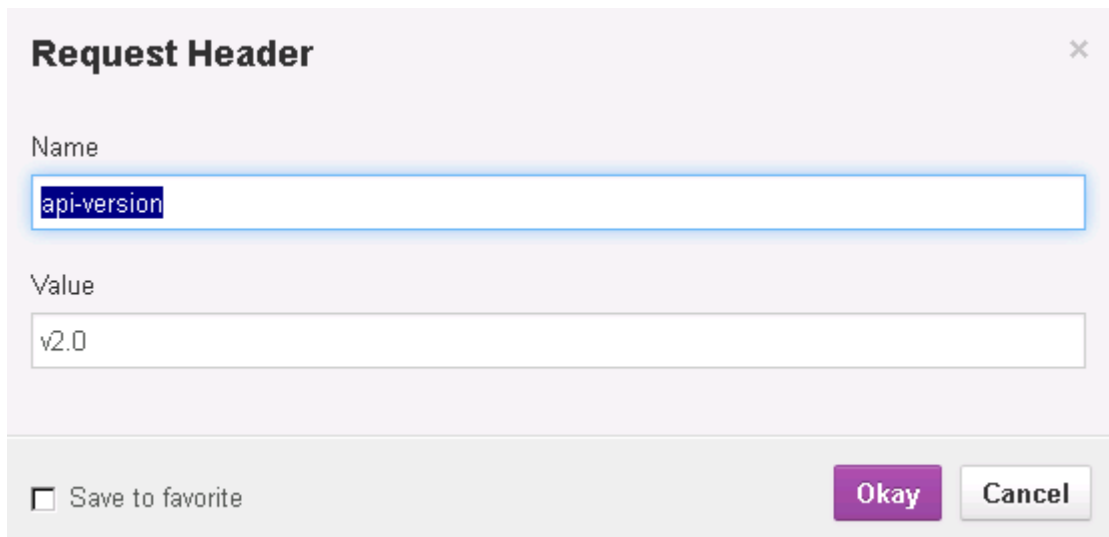 Request Header
×
Name
api-version
Value
v2.0
Save to favorite
Okay
Cancel